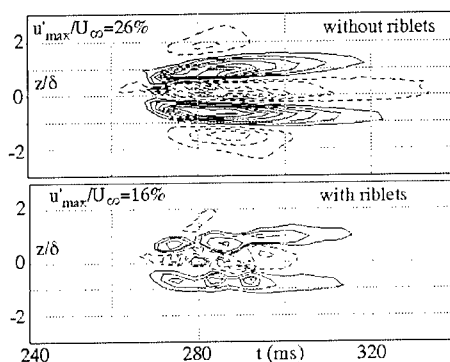 u'max/U∞=26% without riblets
2
z/δ
0
-2
u'max/U∞=16% with riblets
2
z/δ
0
-2
240 280 t (ms) 320